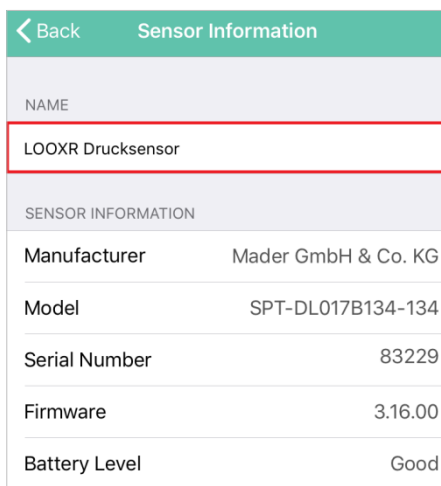 Back Sensor Information
NAME
LOOXR Drucksensor
SENSOR INFORMATION
Manufacturer Mader GmbH & Co. KG
Model SPT-DL017B134-134
Serial Number 83229
Firmware 3.16.00
Battery Level Good